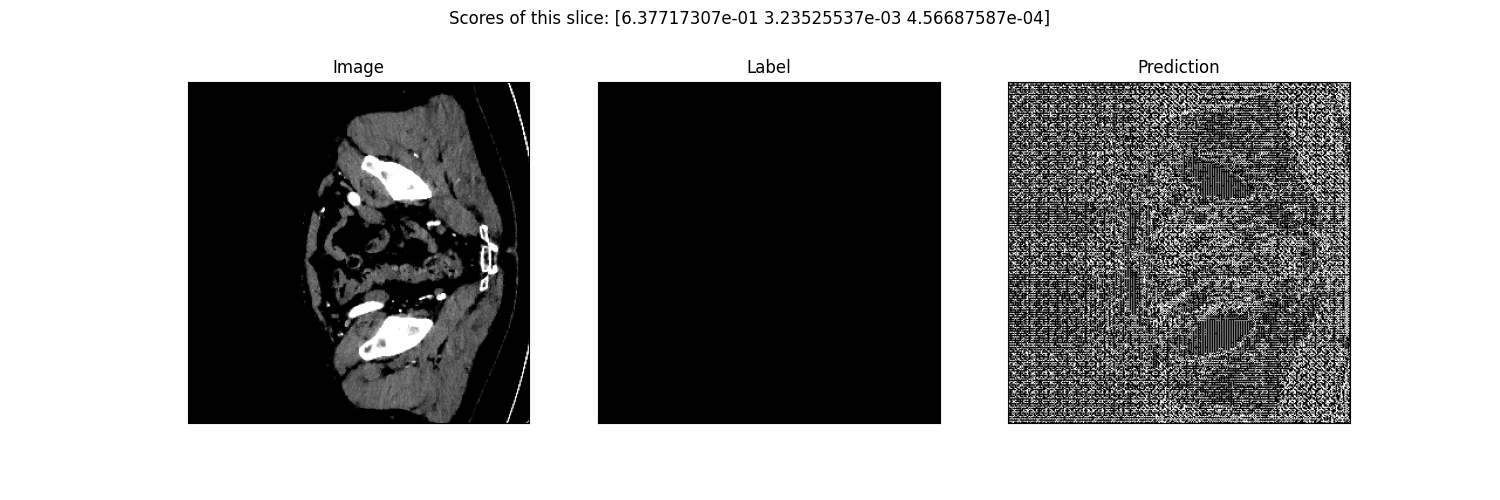 Scores of this slice: [6.37717307e-01 3.23525537e-03 4.56687587e-04]
Image
Label
Prediction